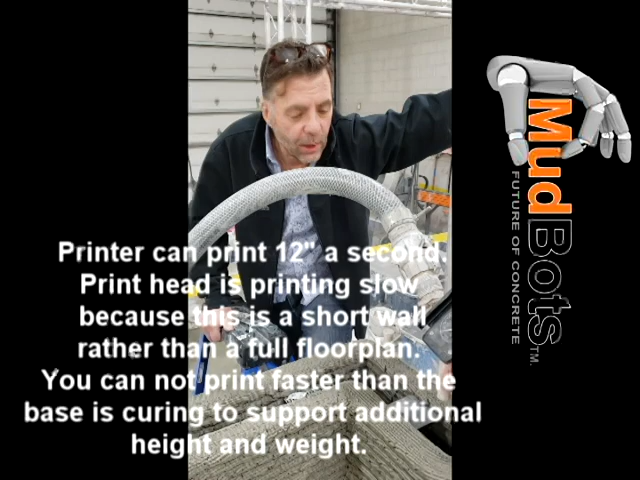 Printer can print 12" a second.
Print head is printing slow
because this is a short wall
rather than a full floorplan.
You can not print faster than the
base is curing to support additional
height and weight.
MudBots™
FUTURE OF CONCRETE